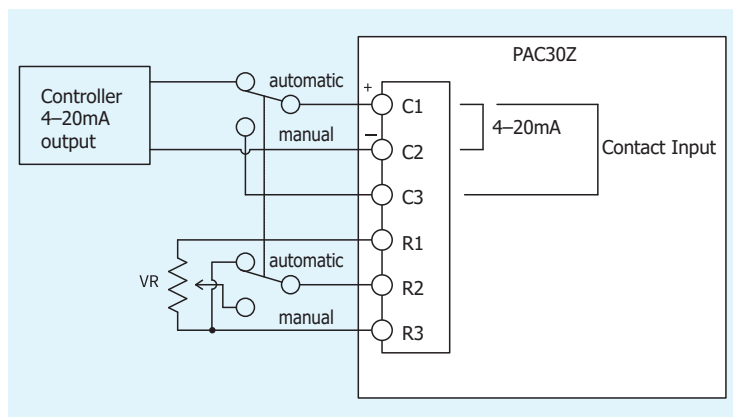 PAC30Z
Controller
4–20mA
output
automatic
manual
+
−
C1
C2
C3
R1
R2
R3
4–20mA
Contact Input
VR
automatic
manual